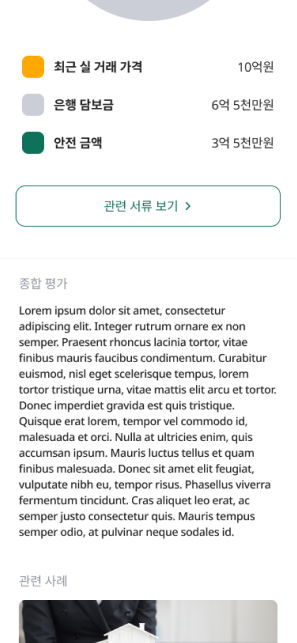 최근 실 거래 가격 10억원
은행 담보금 6억 5천만원
안전 금액 3억 5천만원
관련 서류 보기 >
종합 평가
Lorem ipsum dolor sit amet, consectetur
adipiscing elit. Integer rutrum ornare ex non
semper. Praesent rhoncus lacinia tortor, vitae
finibus mauris faucibus condimentum. Curabitur
euismod, nisl eget scelerisque tempus, lorem
tortor tristique urna, vitae mattis elit arcu et tortor.
Donec imperdiet gravida est quis tristique.
Quisque erat lorem, tempor vel commodo id,
malesuada et orci. Nulla at ultricies enim, quis
accumsan ipsum. Mauris luctus tellus et quam
finibus malesuada. Donec sit amet elit feugiat,
vulputate nibh eu, tempor risus. Phasellus viverra
fermentum tincidunt. Cras aliquet leo erat, ac
semper justo consectetur quis. Mauris tempus
semper odio, at pulvinar neque sodales id.
관련 사례